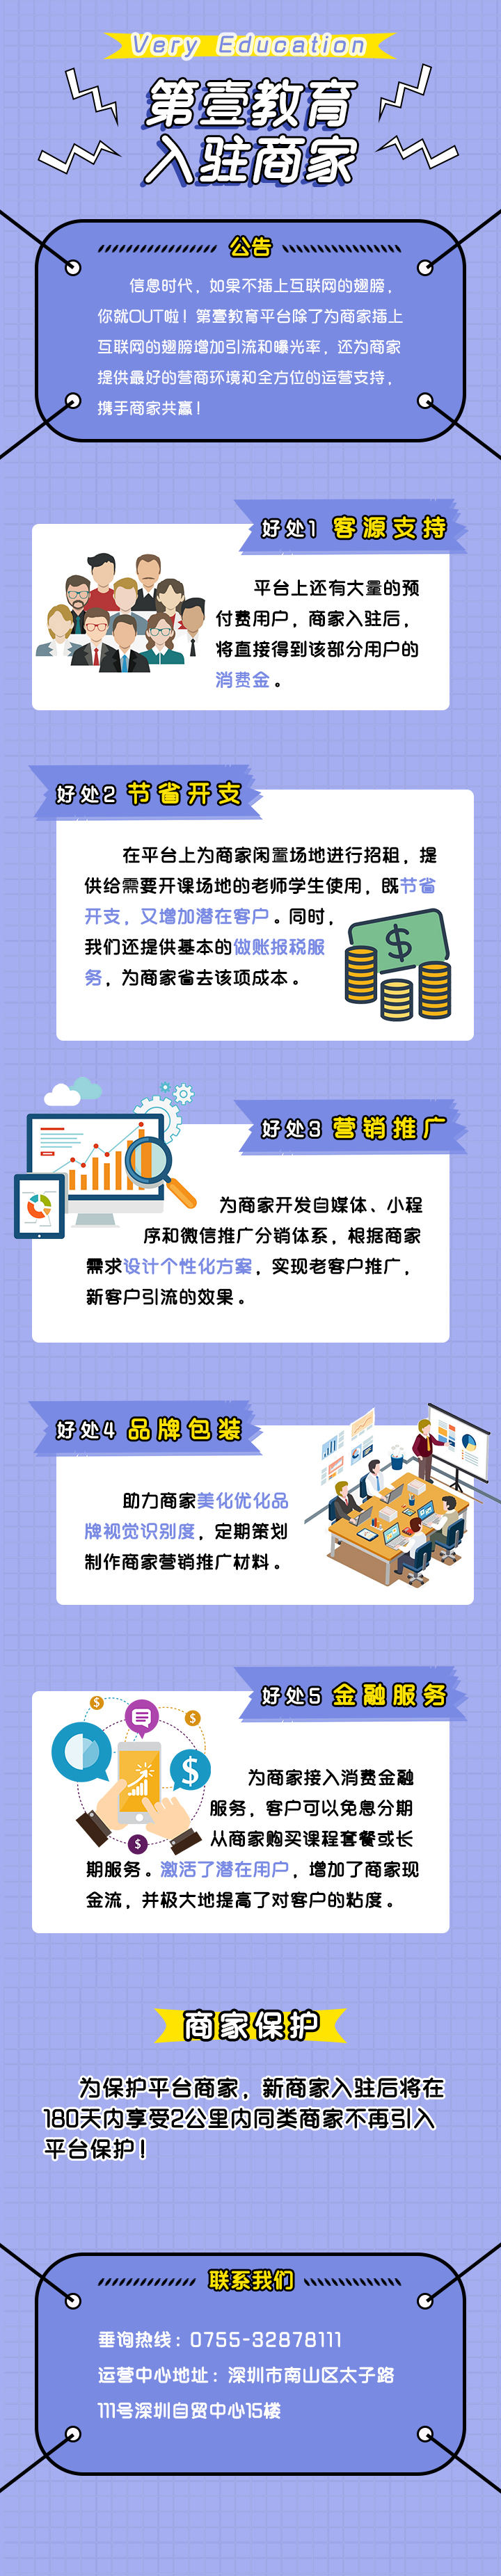 Very Education
第壹教育
入驻商家
公告
信息时代，如果不插上互联网的翅膀，
你就OUT啦！第壹教育平台除了为商家插上
互联网的翅膀增加引流和曝光率，还为商家
提供最好的营商环境和全方位的运营支持，
携手商家共赢！
好处1 客源支持
平台上还有大量的预
付费用户，商家入驻后，
将直接得到该部分用户的
消费金。
好处2 节省开支
在平台上为商家闲置场地进行招租，提
供给需要开课场地的老师学生使用，既节省
开支，又增加潜在客户。同时，
我们还提供基本的做账报税服
务，为商家省去该项成本。
好处3 营销推广
为商家开发自媒体、小程
序和微信推广分销体系，根据商家
需求设计个性化方案，实现老客户推广，
新客户引流的效果。
好处4 品牌包装
助力商家美化优化品
牌视觉识别度，定期策划
制作商家营销推广材料。
好处5 金融服务
为商家接入消费金融
服务，客户可以免息分期
从商家购买课程套餐或长
期服务。激活了潜在用户，增加了商家现
金流，并极大地提高了对客户的粘度。
商家保护
为保护平台商家，新商家入驻后将在
180天内享受2公里内同类商家不再引入
平台保护！
联系我们
垂询热线：0755-32878111
运营中心地址：深圳市南山区太子路
111号深圳自贸中心15楼